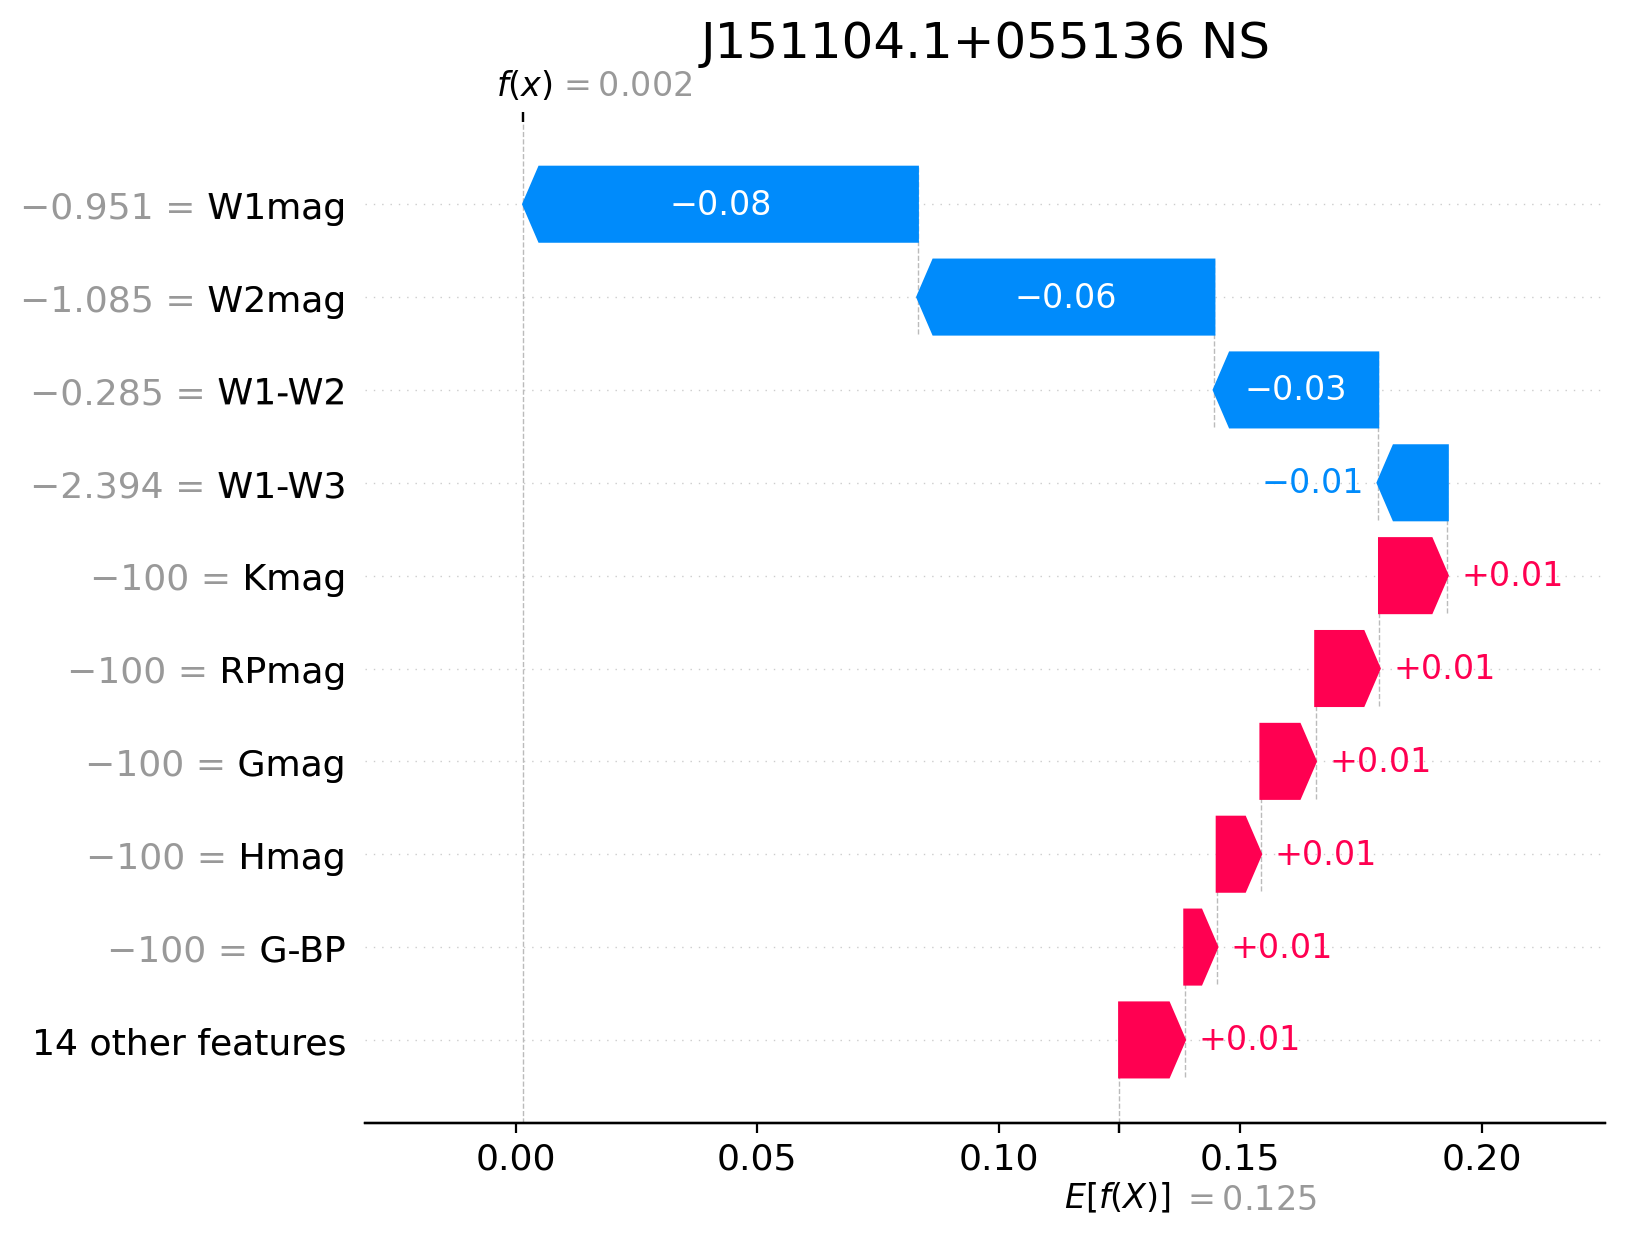 J151104.1+055136 NS
f(x) = 0.002
−0.951 = W1mag
−0.08
−1.085 = W2mag
−0.06
−0.285 = W1-W2
−0.03
−2.394 = W1-W3
−0.01
−100 = Kmag
+0.01
−100 = RPmag
+0.01
−100 = Gmag
+0.01
−100 = Hmag
+0.01
−100 = G-BP
+0.01
14 other features
+0.01
0.00 0.05 0.10 0.15 0.20
E[f(X)] = 0.125